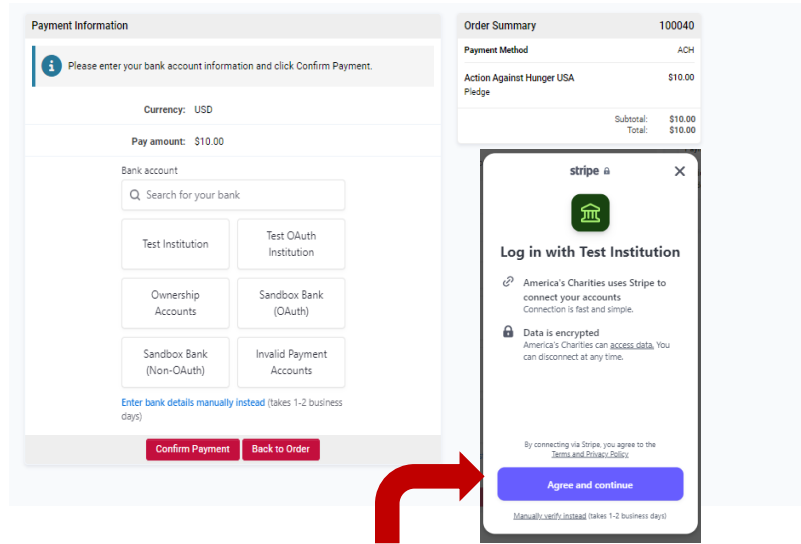 Payment Information
Please enter your bank account information and click Confirm Payment.
Currency: USD
Pay amount: $10.00
Bank account
Search for your bank
Test Institution
Test OAuth
Institution
Ownership
Accounts
Sandbox Bank
(OAuth)
Sandbox Bank
(Non-OAuth)
Invalid Payment
Accounts
Enter bank details manually instead (takes 1-2 business
days)
Confirm Payment
Back to Order
Order Summary 100040
Payment Method ACH
Action Against Hunger USA $10.00
Pledge
Subtotal: $10.00
Total: $10.00
stripe
Log in with Test Institution
America's Charities uses Stripe to
connect your accounts
Connection is fast and simple.
Data is encrypted
America's Charities can access data. You
can disconnect at any time.
By connecting via Stripe, you agree to the
Terms and Privacy Policy
Agree and continue
Manually verify instead (takes 1-2 business days)